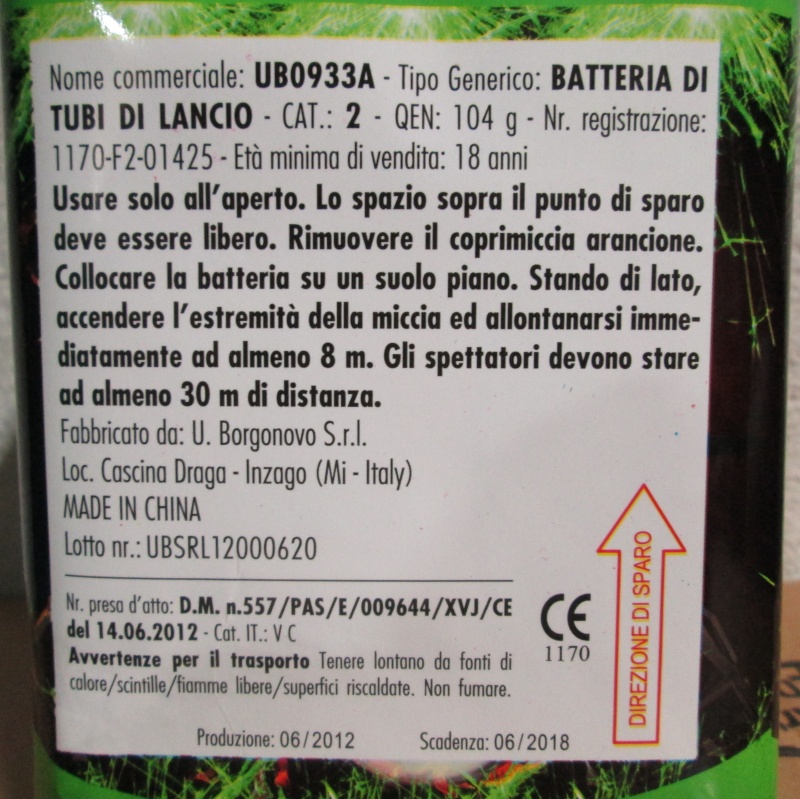 Nome commerciale: UB0933A - Tipo Generico: BATTERIA DI
TUBI DI LANCIO - CAT.: 2 - QEN: 104 g - Nr. registrazione:
1170-F2-01425 - Età minima di vendita: 18 anni
Usare solo all'aperto. Lo spazio sopra il punto di sparo
deve essere libero. Rimuovere il coprimiccia arancione.
Collocare la batteria su un suolo piano. Stando di lato,
accendere l'estremità della miccia ed allontanarsi imme-
diatamente ad almeno 8 m. Gli spettatori devono stare
ad almeno 30 m di distanza.
Fabbricato da: U. Borgonovo S.r.l.
Loc. Cascina Draga - Inzago (Mi - Italy)
MADE IN CHINA
Lotto nr.: UBSRL12000620
Nr. presa d'atto: D.M. n.557/PAS/E/009644/XVJ/CE
del 14.06.2012 - Cat. IT.: V C
Avvertenze per il trasporto Tenere lontano da fonti di
calore/scintille/fiamme libere/superfici riscaldate. Non fumare.
Produzione: 06/2012 Scadenza: 06/2018
CE
1170
DIREZIONE DI SPARO